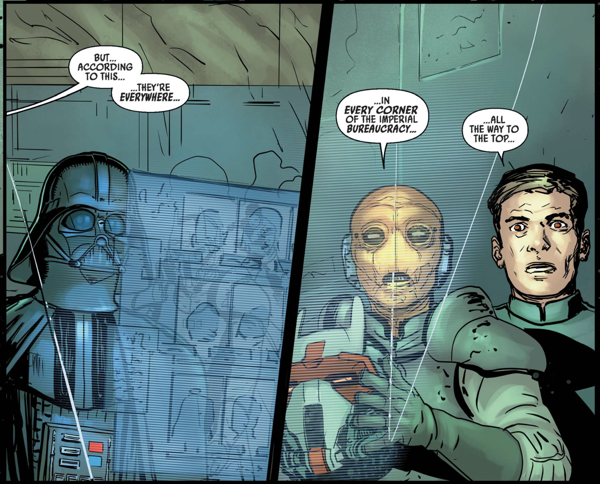 BUT...
ACCORDING
TO THIS...
...THEY'RE
EVERYWHERE...
...IN
EVERY CORNER
OF THE IMPERIAL
BUREAUCRACY...
...ALL
THE WAY TO
THE TOP...